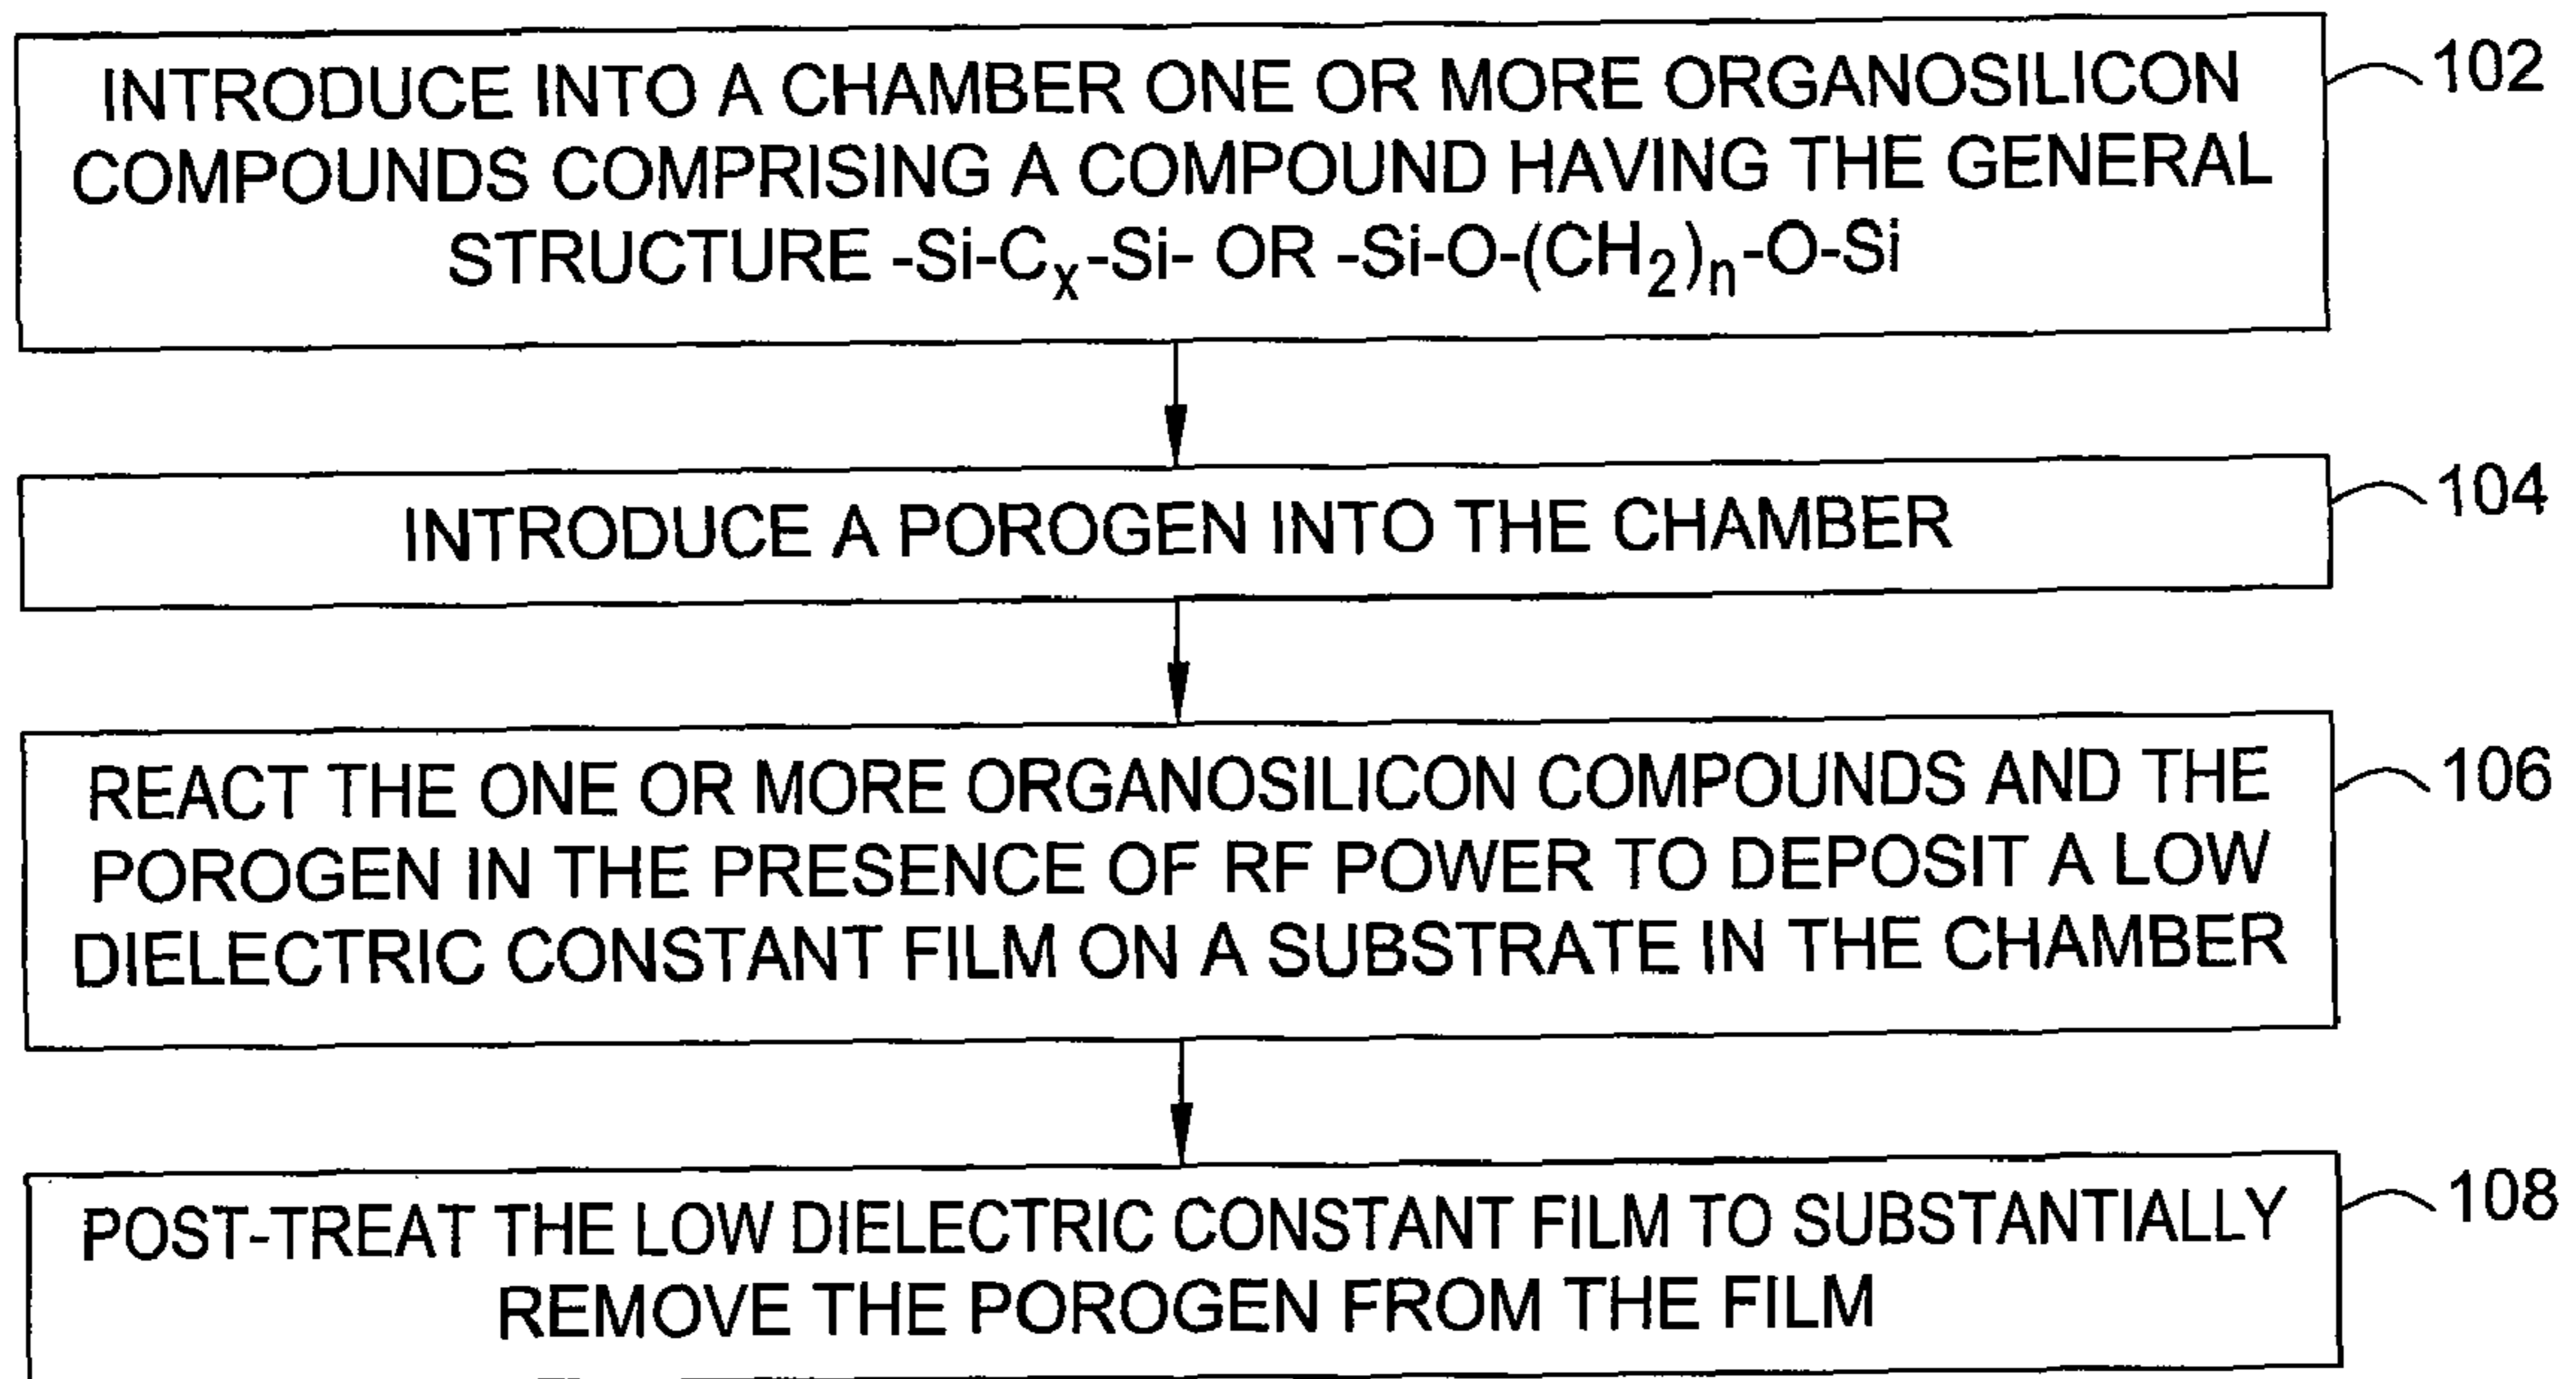 INTRODUCE INTO A CHAMBER ONE OR MORE ORGANOSILICON
COMPOUNDS COMPRISING A COMPOUND HAVING THE GENERAL
STRUCTURE -Si-Cₓ-Si- OR -Si-O-(CH₂)ₙ-O-Si
102
INTRODUCE A POROGEN INTO THE CHAMBER
104
REACT THE ONE OR MORE ORGANOSILICON COMPOUNDS AND THE
POROGEN IN THE PRESENCE OF RF POWER TO DEPOSIT A LOW
DIELECTRIC CONSTANT FILM ON A SUBSTRATE IN THE CHAMBER
106
POST-TREAT THE LOW DIELECTRIC CONSTANT FILM TO SUBSTANTIALLY
REMOVE THE POROGEN FROM THE FILM
108